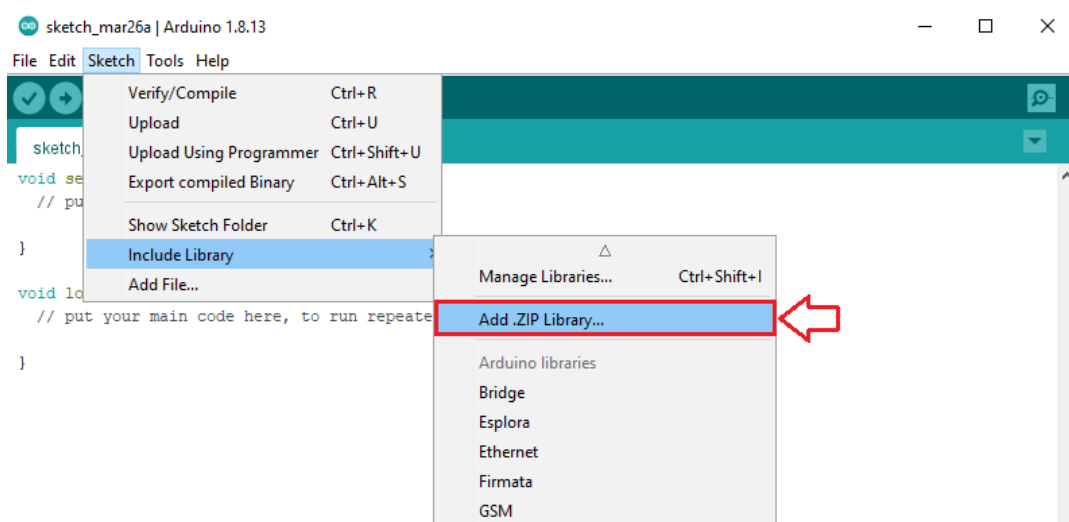 sketch_mar26a | Arduino 1.8.13
File Edit Sketch Tools Help
Verify/Compile Ctrl+R
Upload Ctrl+U
Upload Using Programmer Ctrl+Shift+U
Export compiled Binary Ctrl+Alt+S
Show Sketch Folder Ctrl+K
Include Library
Add File...
sketch_
void se
// pu
}
void lo
// put your main code here, to run repeate
}
Manage Libraries... Ctrl+Shift+I
Add .ZIP Library...
Arduino libraries
Bridge
Esplora
Ethernet
Firmata
GSM